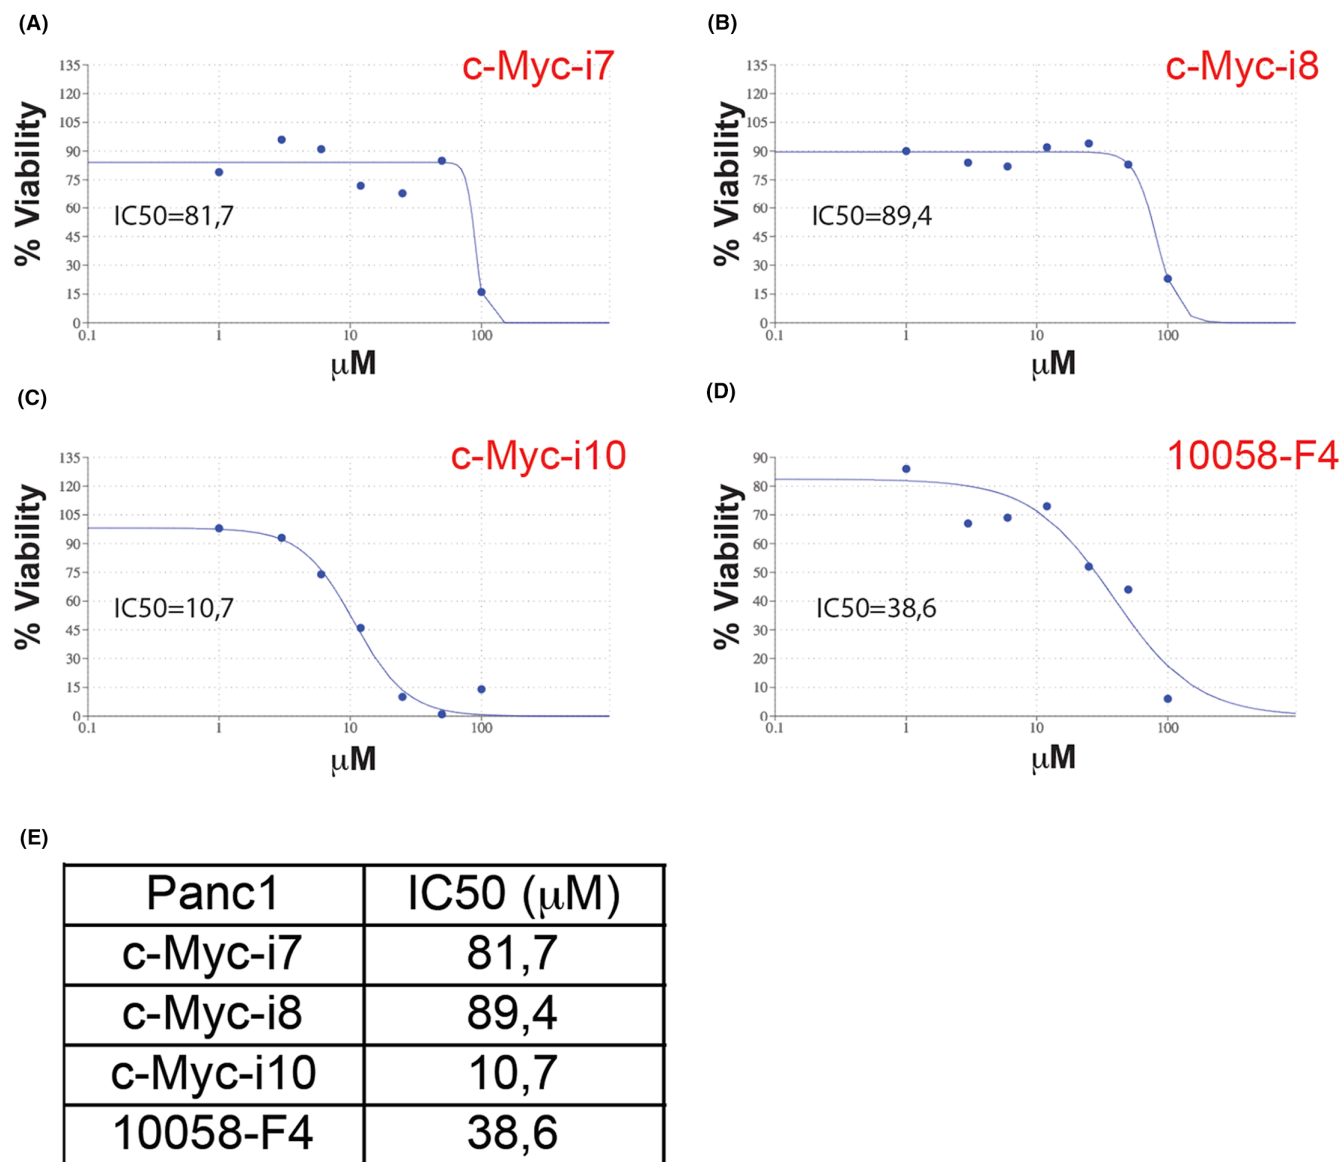 (A)
c-Myc-i7
% Viability
135
120
105
90
75
60
45
30
15
0
IC50=81,7
0.1 1 10 100
μM
(B)
c-Myc-i8
% Viability
135
120
105
90
75
60
45
30
15
0
IC50=89,4
0.1 1 10 100
μM
(C)
c-Myc-i10
% Viability
135
120
105
90
75
60
45
30
15
0
IC50=10,7
0.1 1 10 100
μM
(D)
10058-F4
% Viability
90
80
70
60
50
40
30
20
10
0
IC50=38,6
0.1 1 10 100
μM
(E)
Panc1 IC50 (μM)
c-Myc-i7 81,7
c-Myc-i8 89,4
c-Myc-i10 10,7
10058-F4 38,6